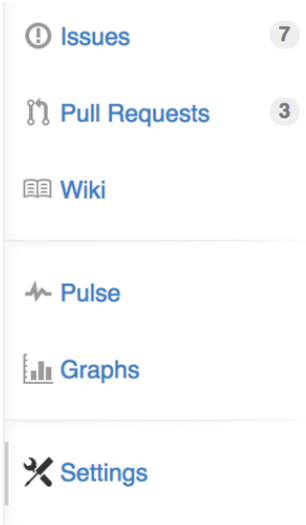 Issues 7
Pull Requests 3
Wiki
Pulse
Graphs
Settings